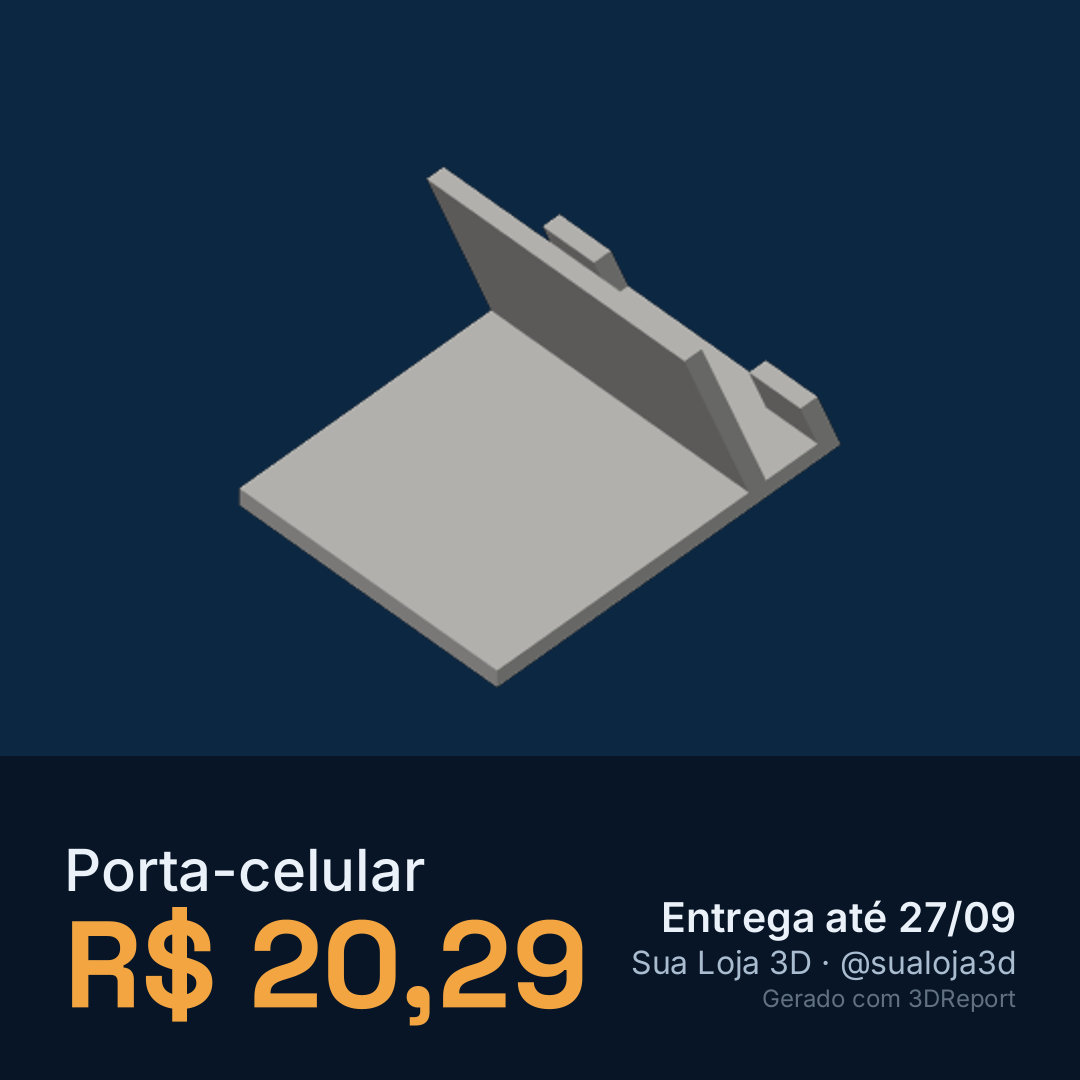 Porta-celular
R$ 20,29
Entrega até 27/09
Sua Loja 3D · @sualoja3d
Gerado com 3DReport